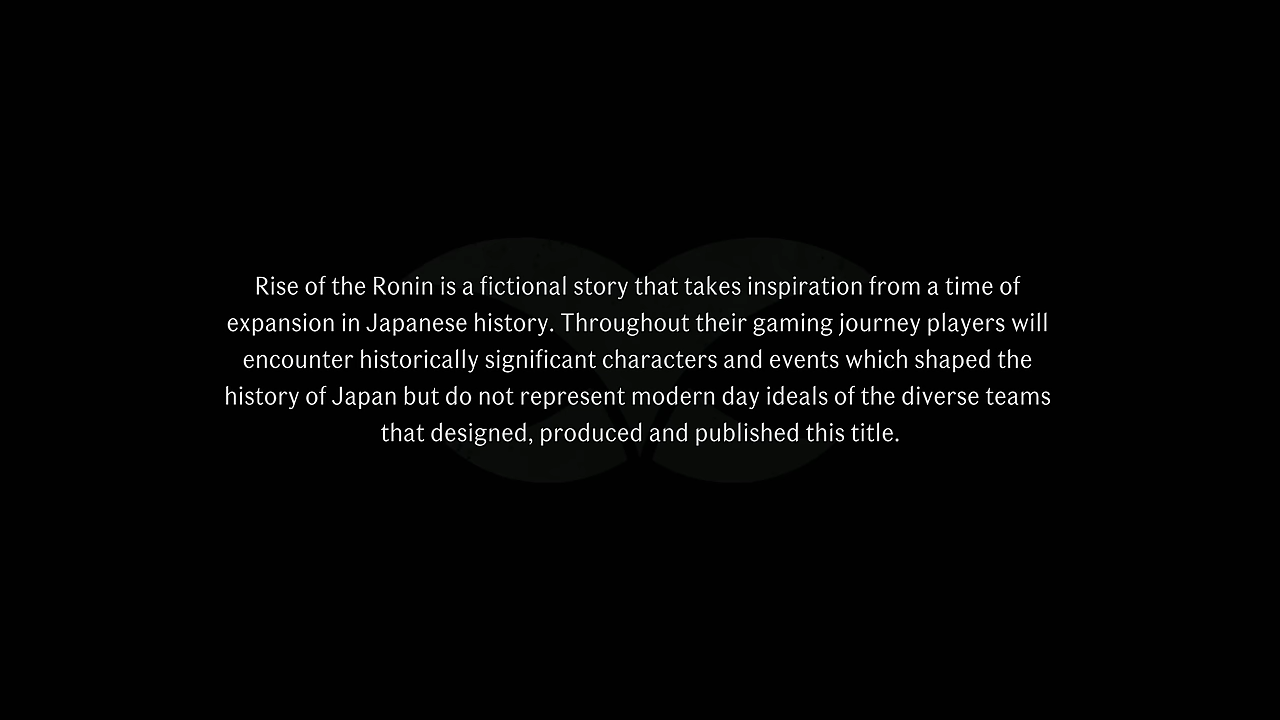 Rise of the Ronin is a fictional story that takes inspiration from a time of
expansion in Japanese history. Throughout their gaming journey players will
encounter historically significant characters and events which shaped the
history of Japan but do not represent modern day ideals of the diverse teams
that designed, produced and published this title.